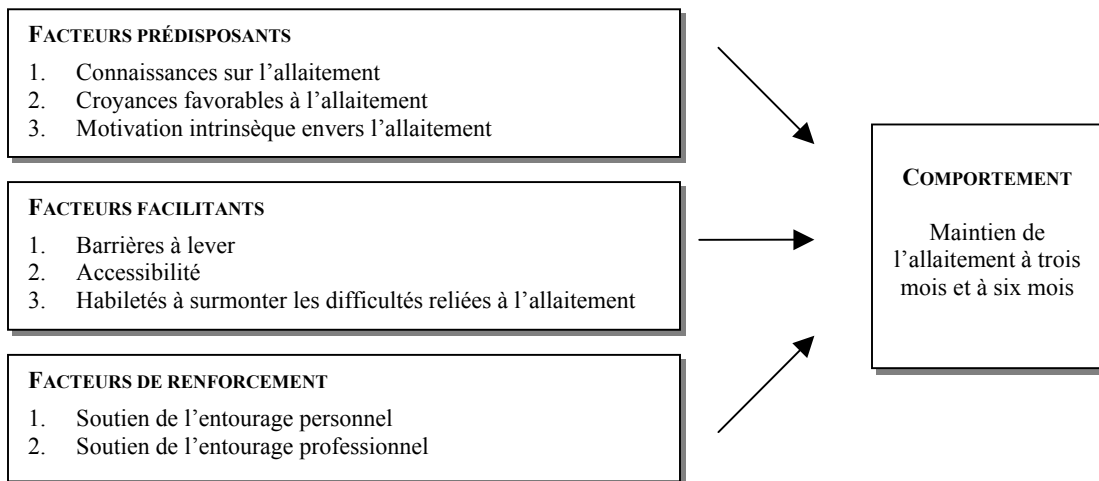 FACTEURS PRÉDISPOSANTS
1. Connaissances sur l’allaitement
2. Croyances favorables à l’allaitement
3. Motivation intrinsèque envers l’allaitement
FACTEURS FACILITANTS
1. Barrières à lever
2. Accessibilité
3. Habiletés à surmonter les difficultés reliées à l’allaitement
FACTEURS DE RENFORCEMENT
1. Soutien de l’entourage personnel
2. Soutien de l’entourage professionnel
COMPORTEMENT
Maintien de
l’allaitement à trois
mois et à six mois